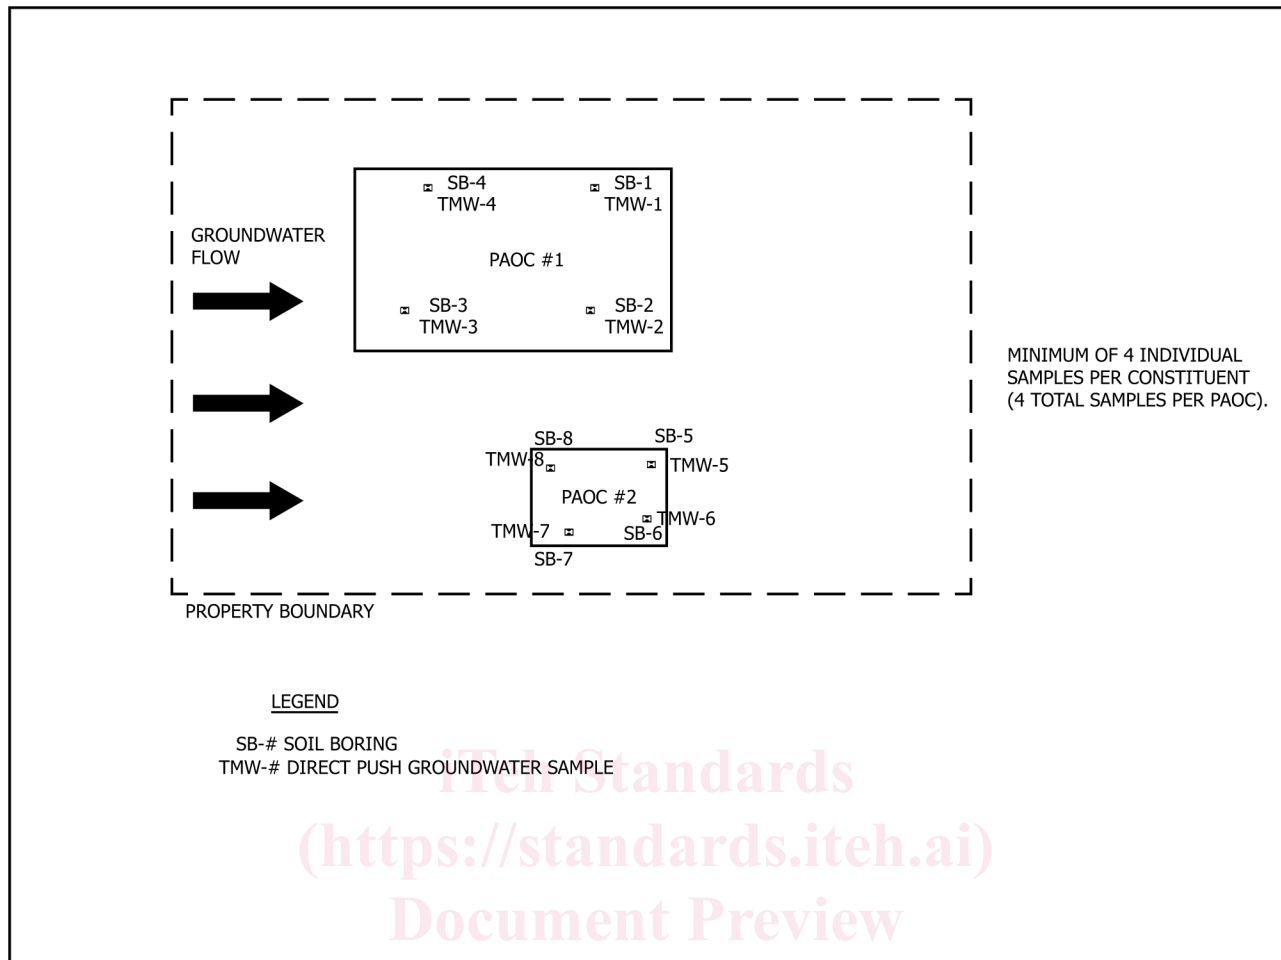 SB-4
TMW-4
SB-1
TMW-1
GROUNDWATER
FLOW
PAOC #1
SB-3
TMW-3
SB-2
TMW-2
MINIMUM OF 4 INDIVIDUAL
SAMPLES PER CONSTITUENT
(4 TOTAL SAMPLES PER PAOC).
SB-8
TMW-8
SB-5
TMW-5
PAOC #2
TMW-7
SB-7
TMW-6
SB-6
PROPERTY BOUNDARY
LEGEND
SB-# SOIL BORING
TMW-# DIRECT PUSH GROUNDWATER SAMPLE
iTeh Standards
(https://standards.iteh.ai)
Document Preview